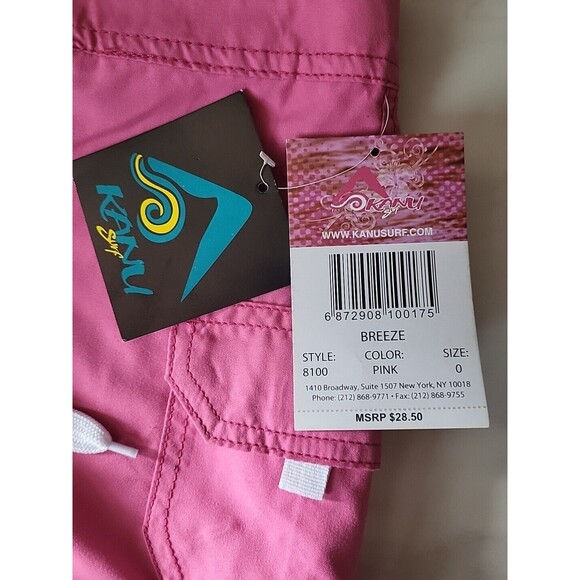 KANU
Surf
KANU
Surf
WWW.KANUSURF.COM
6 872908 100175
BREEZE
STYLE: COLOR: SIZE:
8100 PINK 0
1410 Broadway, Suite 1507 New York, NY 10018
Phone: (212) 868-9771 • Fax: (212) 868-9755
MSRP $28.50